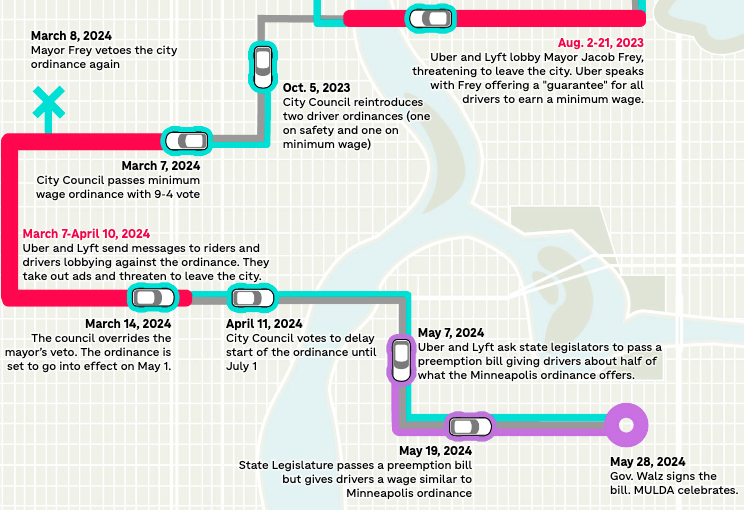 Aug. 2-21, 2023
Uber and Lyft lobby Mayor Jacob Frey,
threatening to leave the city. Uber speaks
with Frey offering a "guarantee" for all
drivers to earn a minimum wage.
Oct. 5, 2023
City Council reintroduces
two driver ordinances (one
on safety and one on
minimum wage)
March 7, 2024
City Council passes minimum
wage ordinance with 9-4 vote
March 8, 2024
Mayor Frey vetoes the city
ordinance again
March 7-April 10, 2024
Uber and Lyft send messages to riders and
drivers lobbying against the ordinance. They
take out ads and threaten to leave the city.
March 14, 2024
The council overrides the
mayor's veto. The ordinance is
set to go into effect on May 1.
April 11, 2024
City Council votes to delay
start of the ordinance until
July 1
May 7, 2024
Uber and Lyft ask state legislators to pass a
preemption bill giving drivers about half of
what the Minneapolis ordinance offers.
May 19, 2024
State Legislature passes a preemption bill
but gives drivers a wage similar to
Minneapolis ordinance
May 28, 2024
Gov. Walz signs the
bill. MULDA celebrates.